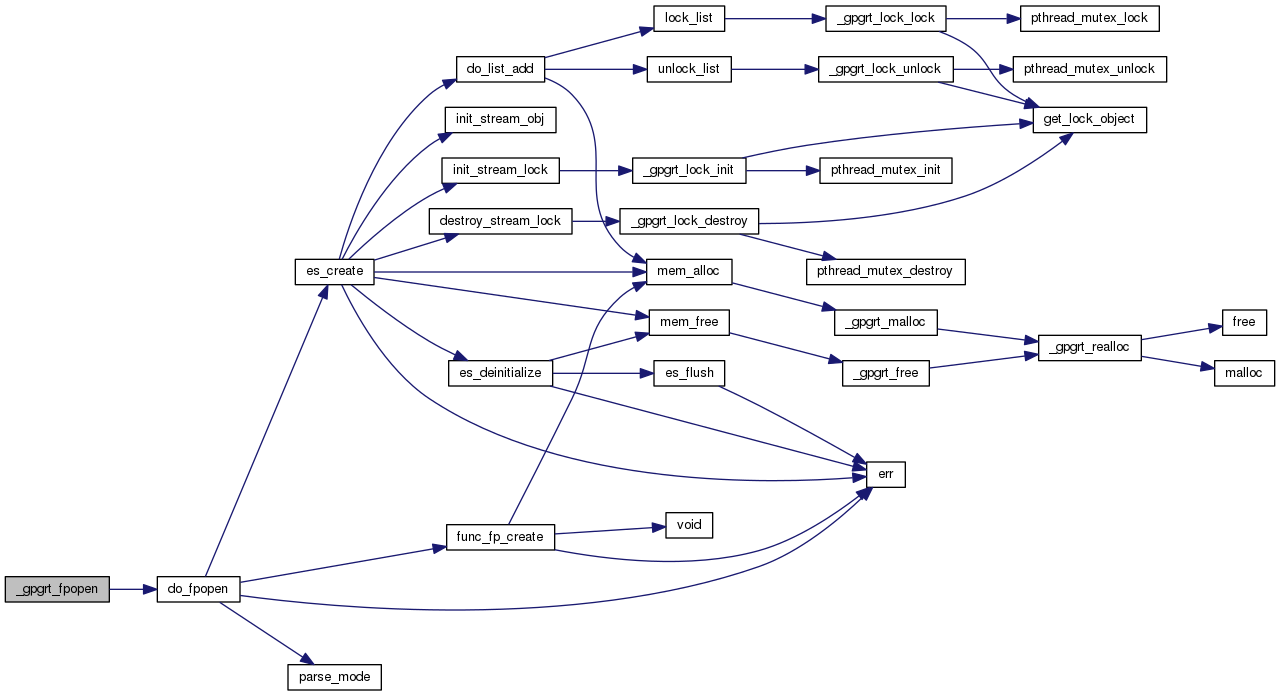 lock_list
_gpgrt_lock_lock
pthread_mutex_lock
do_list_add
unlock_list
_gpgrt_lock_unlock
pthread_mutex_unlock
init_stream_obj
get_lock_object
init_stream_lock
_gpgrt_lock_init
pthread_mutex_init
destroy_stream_lock
_gpgrt_lock_destroy
es_create
mem_alloc
pthread_mutex_destroy
mem_free
_gpgrt_malloc
free
_gpgrt_realloc
es_deinitialize
es_flush
_gpgrt_free
malloc
err
func_fp_create
void
_gpgrt_fpopen
do_fpopen
parse_mode